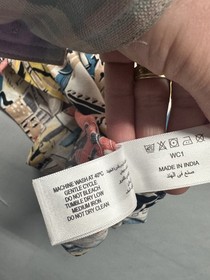 MACHINE WASH AT 40ºC
GENTLE CYCLE
DO NOT BLEACH
TUMBLE DRY LOW
MEDIUM IRON
DO NOT DRY CLEAN
WC1
MADE IN INDIA
صنع في الهند